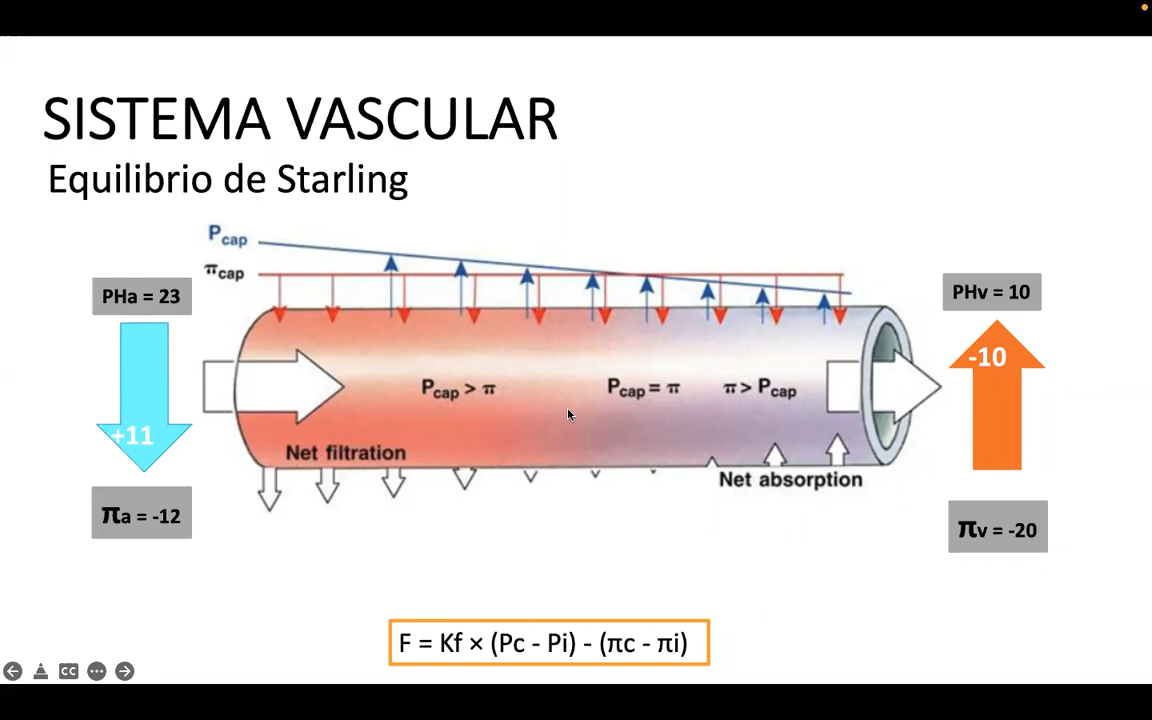 SISTEMA VASCULAR
Equilibrio de Starling
Pcap
πcap
PHa = 23
PHv = 10
-10
+11
Pcap > π
Pcap = π
π > Pcap
Net filtration
Net absorption
πa = -12
πv = -20
F = Kf × (Pc - Pi) - (πc - πi)
CC